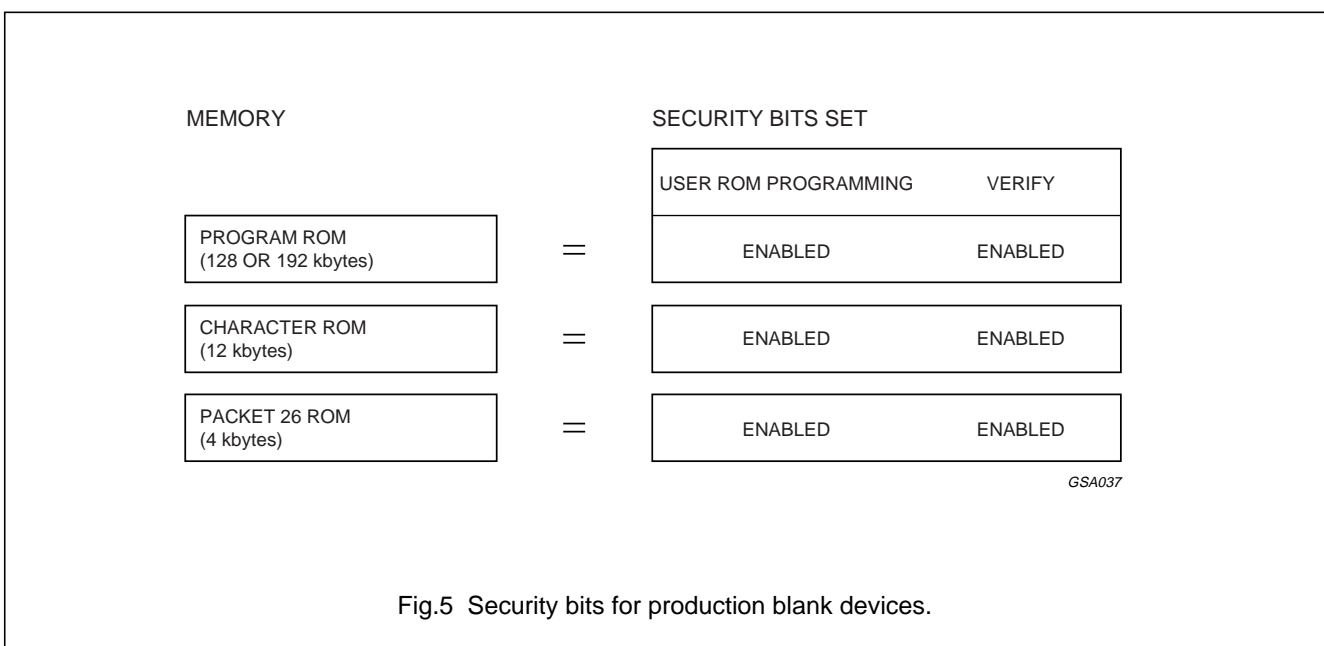 MEMORY SECURITY BITS SET
USER ROM PROGRAMMING VERIFY
PROGRAM ROM
(128 OR 192 kbytes)
= ENABLED ENABLED
CHARACTER ROM
(12 kbytes)
= ENABLED ENABLED
PACKET 26 ROM
(4 kbytes)
= ENABLED ENABLED
GSA037
Fig.5 Security bits for production blank devices.